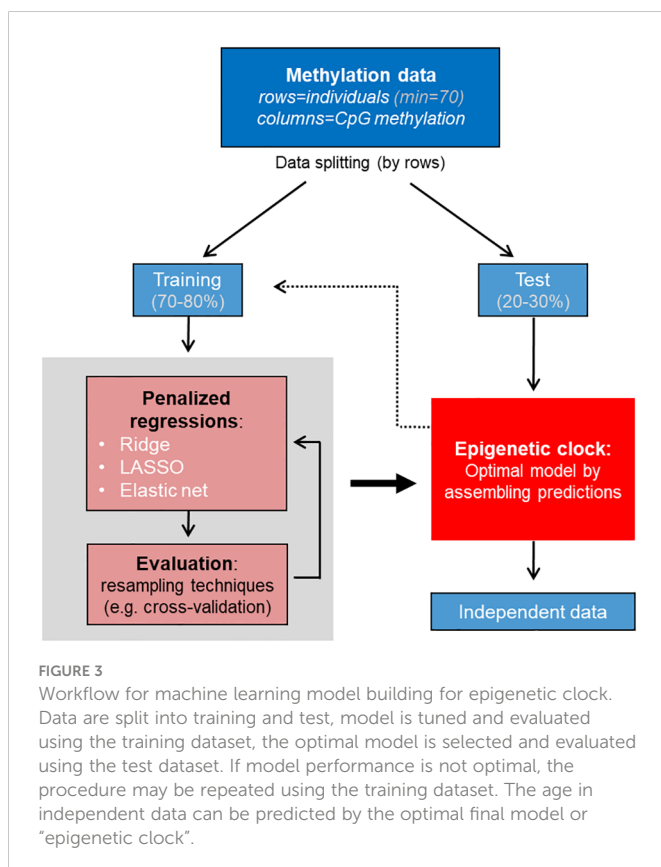 Methylation data
rows=individuals (min=70)
columns=CpG methylation
Data splitting (by rows)
Training
(70-80%)
Test
(20-30%)
Penalized
regressions:
• Ridge
• LASSO
• Elastic net
Evaluation:
resampling techniques
(e.g. cross-validation)
Epigenetic clock:
Optimal model by
assembling predictions
Independent data
FIGURE 3
Workflow for machine learning model building for epigenetic clock.
Data are split into training and test, model is tuned and evaluated
using the training dataset, the optimal model is selected and evaluated
using the test dataset. If model performance is not optimal, the
procedure may be repeated using the training dataset. The age in
independent data can be predicted by the optimal final model or
“epigenetic clock”.